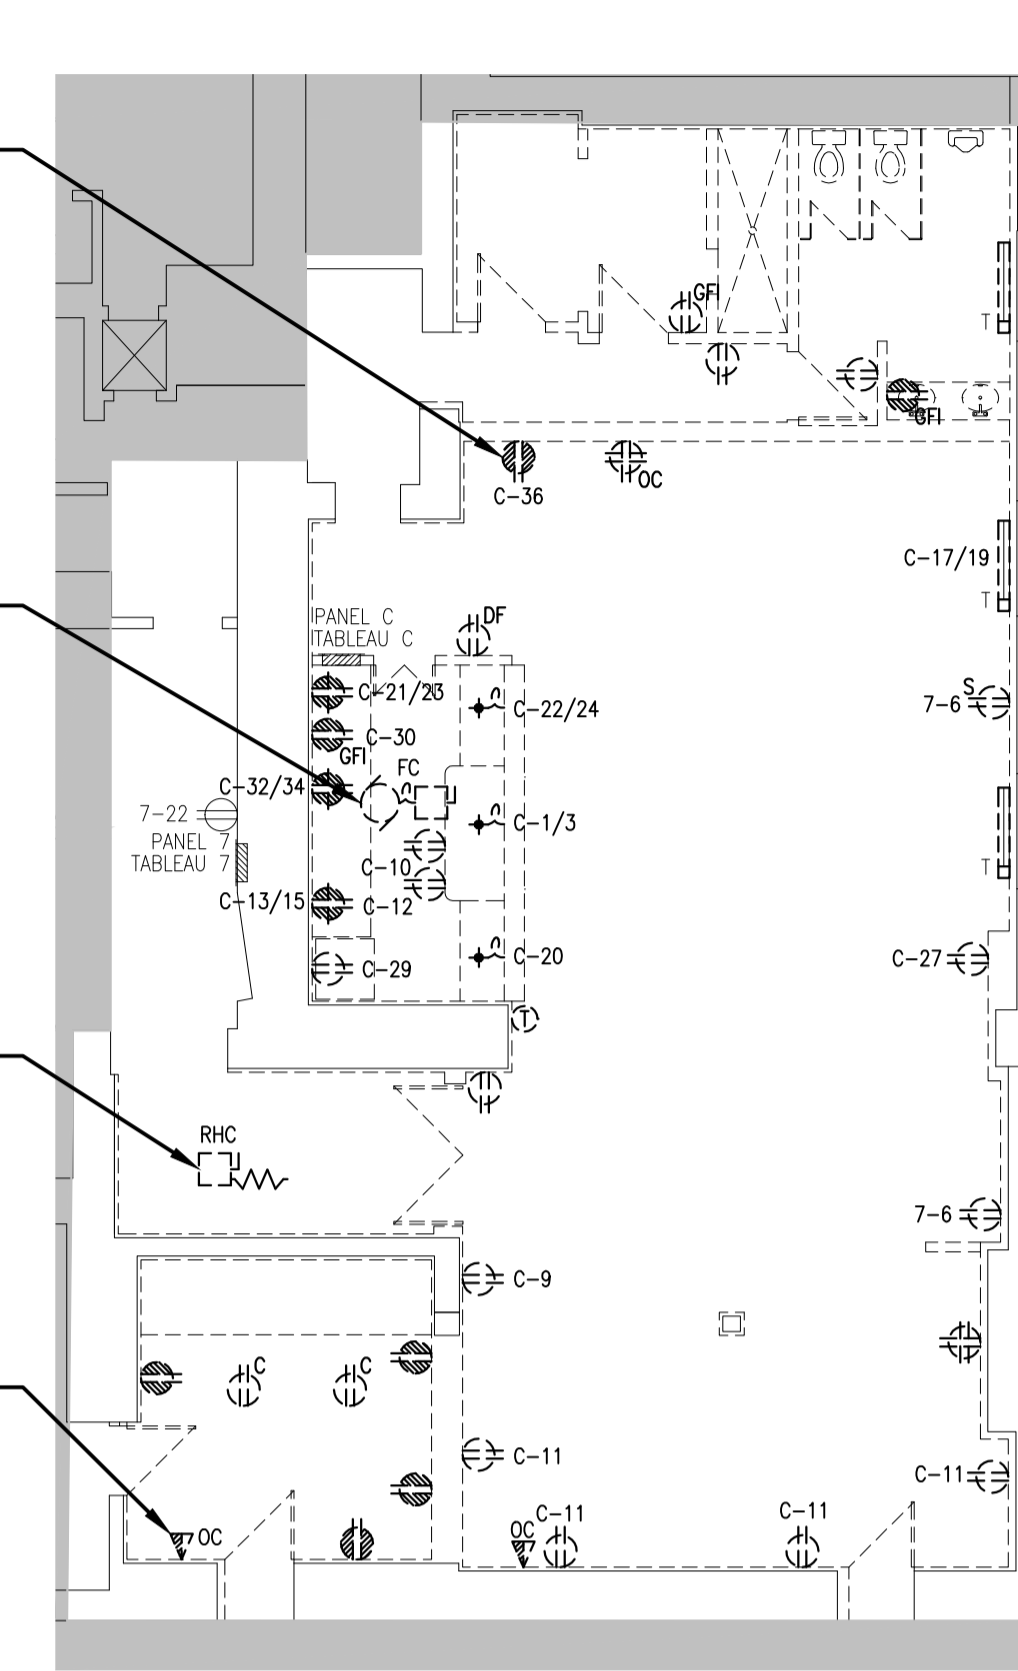 GFI
T
GFI
C-36
OC
C-17/19
T
PANEL C
TABLEAU C
DF
C-21/23
S
7-6
C-22/24
C-30
GFI
FC
C-32/34
7-22
C-1/3
PANEL 7
TABLEAU 7
C-10
T
C-13/15
C-12
C-20
C-29
C-27
T
RHC
7-6
C-9
C
C
C-11
C-11
OC
OC
C-11
C-11